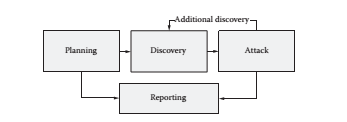 Additional discovery
Planning
Discovery
Attack
Reporting